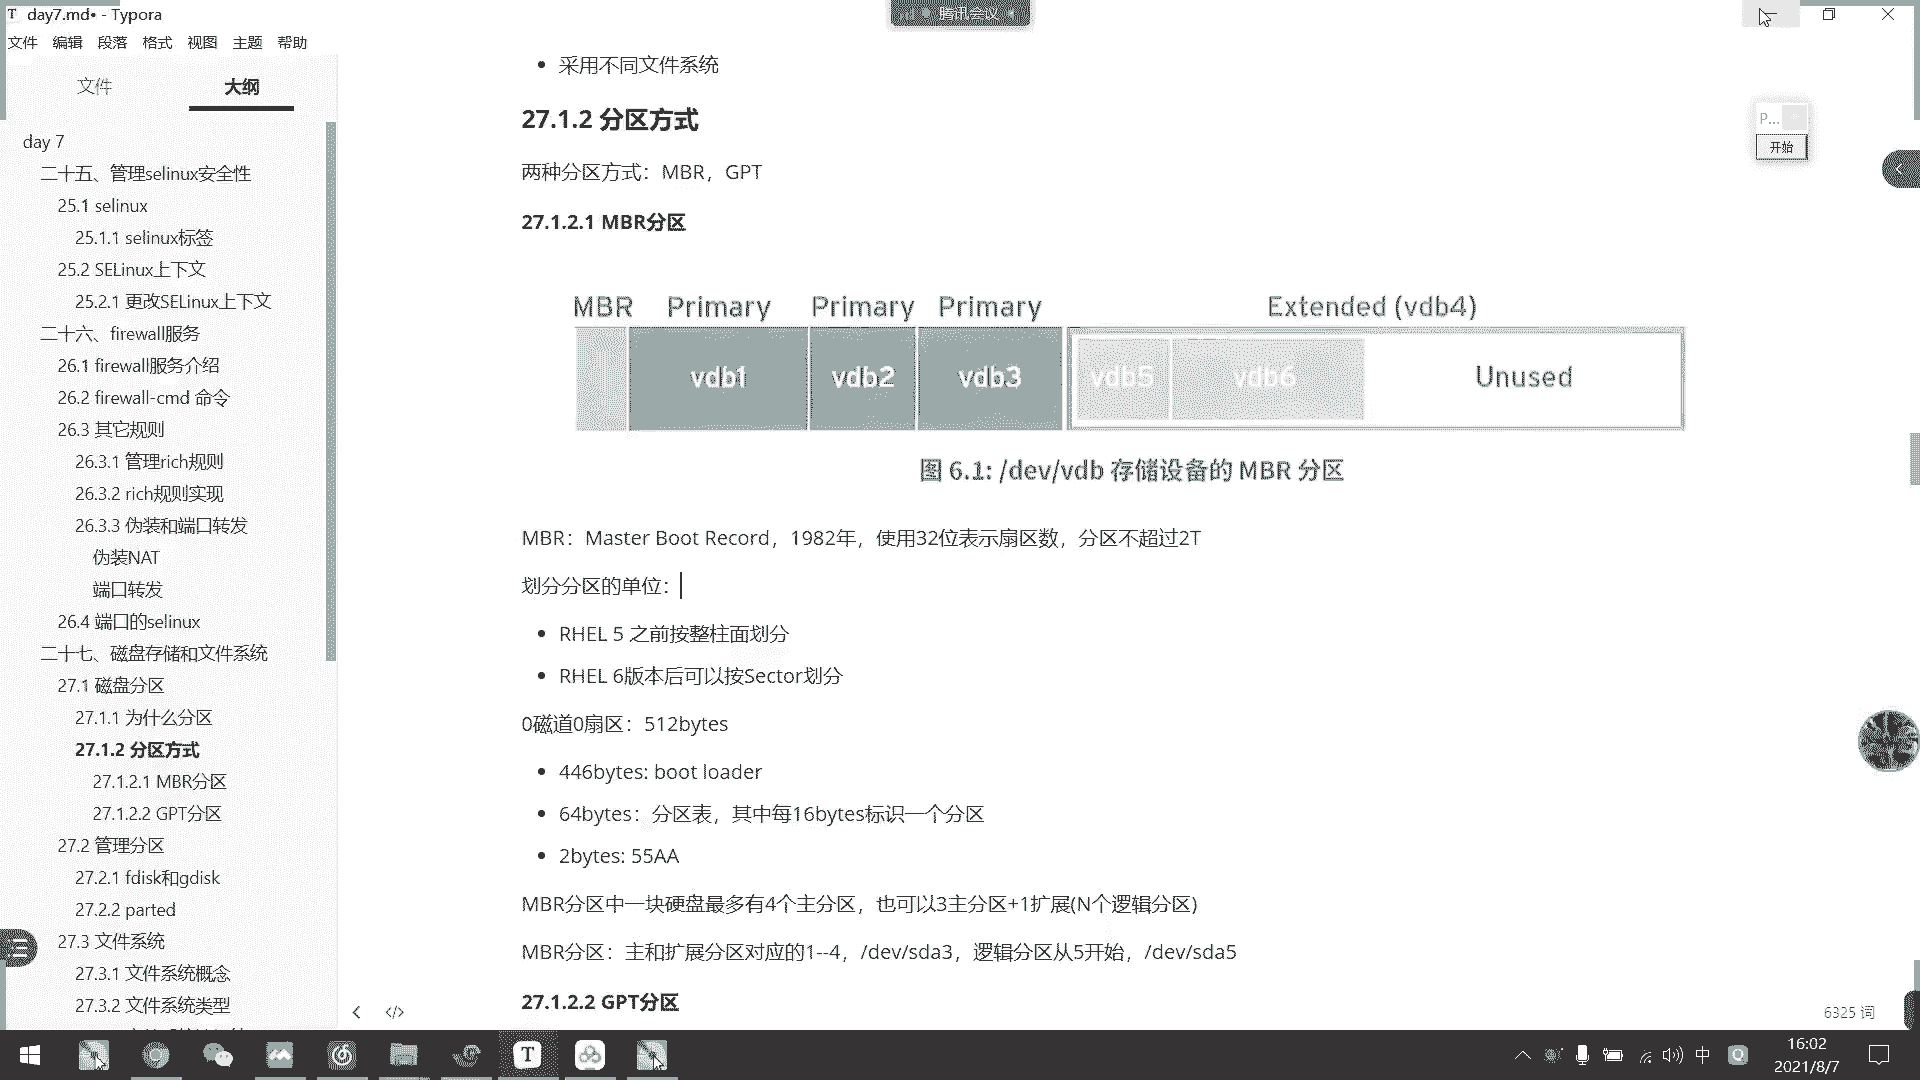 day7.md• - Typora
腾讯会议
文件 编辑 段落 格式 视图 主题 帮助
文件 大纲
day 7
二十五、管理selinux安全性
25.1 selinux
25.1.1 selinux标签
25.2 SELinux上下文
25.2.1 更改SELinux上下文
二十六、firewall服务
26.1 firewall服务介绍
26.2 firewall-cmd 命令
26.3 其它规则
26.3.1 管理rich规则
26.3.2 rich规则实现
26.3.3 伪装和端口转发
伪装NAT
端口转发
26.4 端口的selinux
二十七、磁盘存储和文件系统
27.1 磁盘分区
27.1.1 为什么分区
27.1.2 分区方式
27.1.2.1 MBR分区
27.1.2.2 GPT分区
27.2 管理分区
27.2.1 fdisk和gdisk
27.2.2 parted
27.3 文件系统
27.3.1 文件系统概念
27.3.2 文件系统类型
• 采用不同文件系统
27.1.2 分区方式
两种分区方式：MBR，GPT
27.1.2.1 MBR分区
MBR Primary Primary Primary Extended (vdb4)
vdb1 vdb2 vdb3 vdb5 vdb6 Unused
图 6.1: /dev/vdb 存储设备的 MBR 分区
MBR：Master Boot Record，1982年，使用32位表示扇区数，分区不超过2T
划分分区的单位：
• RHEL 5 之前按整柱面划分
• RHEL 6版本后可以按Sector划分
0磁道0扇区：512bytes
• 446bytes: boot loader
• 64bytes：分区表，其中每16bytes标识一个分区
• 2bytes: 55AA
MBR分区中一块硬盘最多有4个主分区，也可以3主分区+1扩展(N个逻辑分区)
MBR分区：主和扩展分区对应的1--4，/dev/sda3，逻辑分区从5开始，/dev/sda5
27.1.2.2 GPT分区
P...
开始
6325 词
中
16:02
2021/8/7